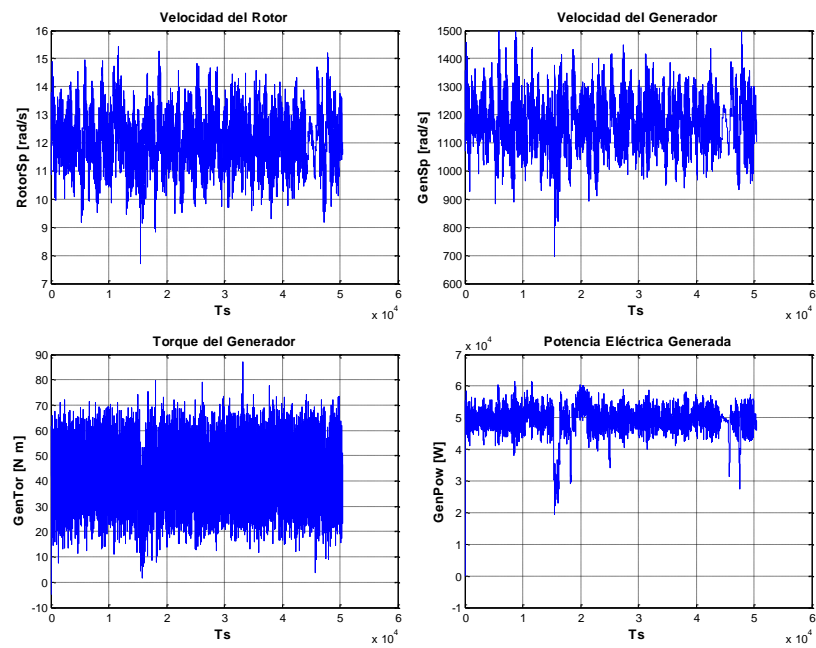 Velocidad del Rotor
16
15
14
13
12
11
10
9
8
7
RotorSp [rad/s]
0 1 2 3 4 5 6
Ts
x 10^4
Velocidad del Generador
1500
1400
1300
1200
1100
1000
900
800
700
600
GenSp [rad/s]
0 1 2 3 4 5 6
Ts
x 10^4
Torque del Generador
90
80
70
60
50
40
30
20
10
0
-10
GenTor [N m]
0 1 2 3 4 5 6
Ts
x 10^4
Potencia Eléctrica Generada
x 10^4
7
6
5
4
3
2
1
0
-1
GenPow [W]
0 1 2 3 4 5 6
Ts
x 10^4